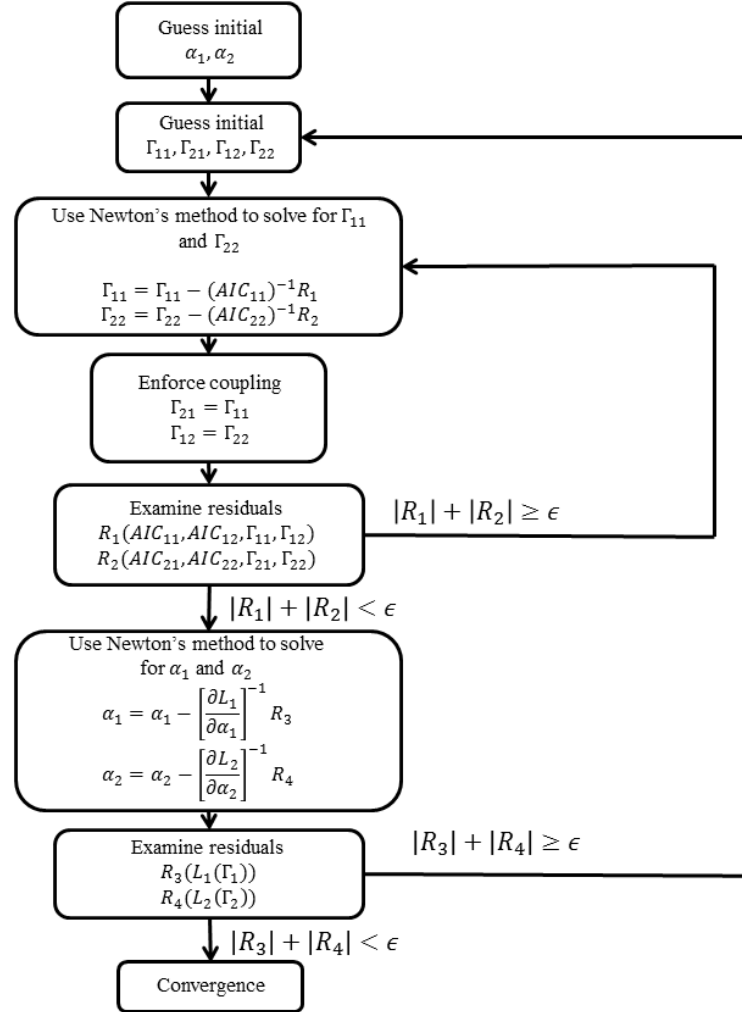 Guess initial
α₁, α₂
Guess initial
Γ₁₁, Γ₂₁, Γ₁₂, Γ₂₂
Use Newton's method to solve for Γ₁₁
and Γ₂₂
Γ₁₁ = Γ₁₁ − (AIC₁₁)⁻¹R₁
Γ₂₂ = Γ₂₂ − (AIC₂₂)⁻¹R₂
Enforce coupling
Γ₂₁ = Γ₁₁
Γ₁₂ = Γ₂₂
Examine residuals
R₁(AIC₁₁, AIC₁₂, Γ₁₁, Γ₁₂)
R₂(AIC₂₁, AIC₂₂, Γ₂₁, Γ₂₂)
|R₁| + |R₂| ≥ ϵ
|R₁| + |R₂| < ϵ
Use Newton's method to solve
for α₁ and α₂
α₁ = α₁ − [∂L₁/∂α₁]⁻¹ R₃
α₂ = α₂ − [∂L₂/∂α₂]⁻¹ R₄
Examine residuals
R₃(L₁(Γ₁))
R₄(L₂(Γ₂))
|R₃| + |R₄| ≥ ϵ
|R₃| + |R₄| < ϵ
Convergence